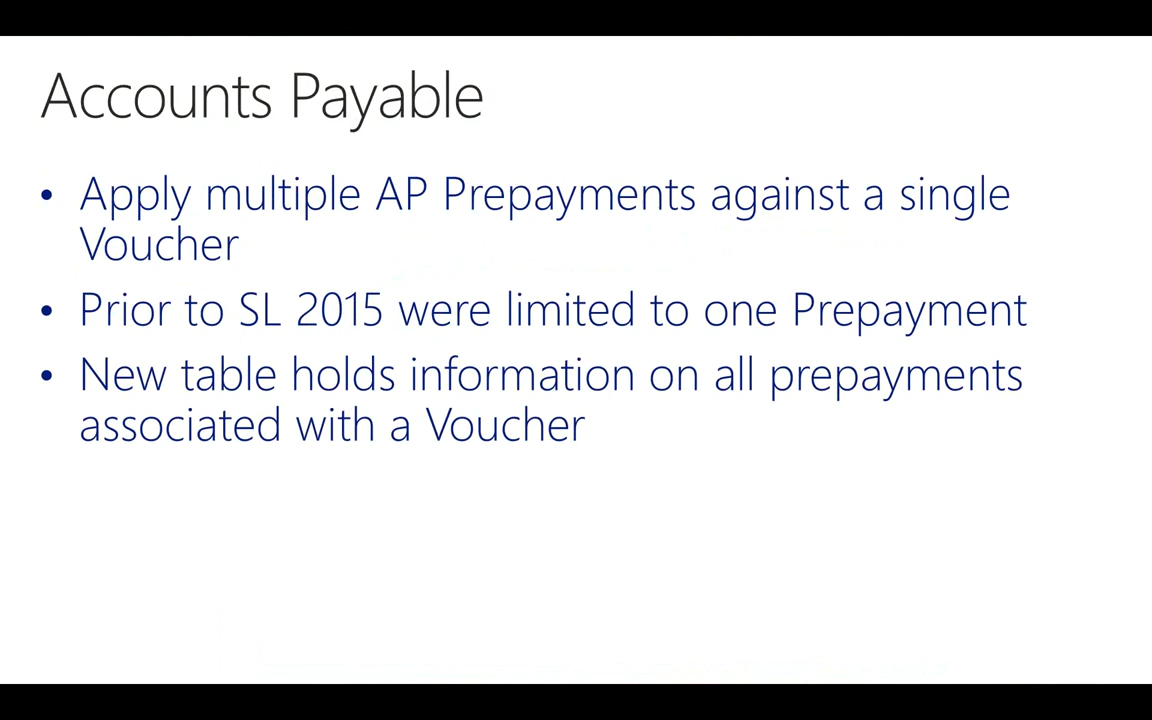 Accounts Payable
• Apply multiple AP Prepayments against a single
Voucher
• Prior to SL 2015 were limited to one Prepayment
• New table holds information on all prepayments
associated with a Voucher